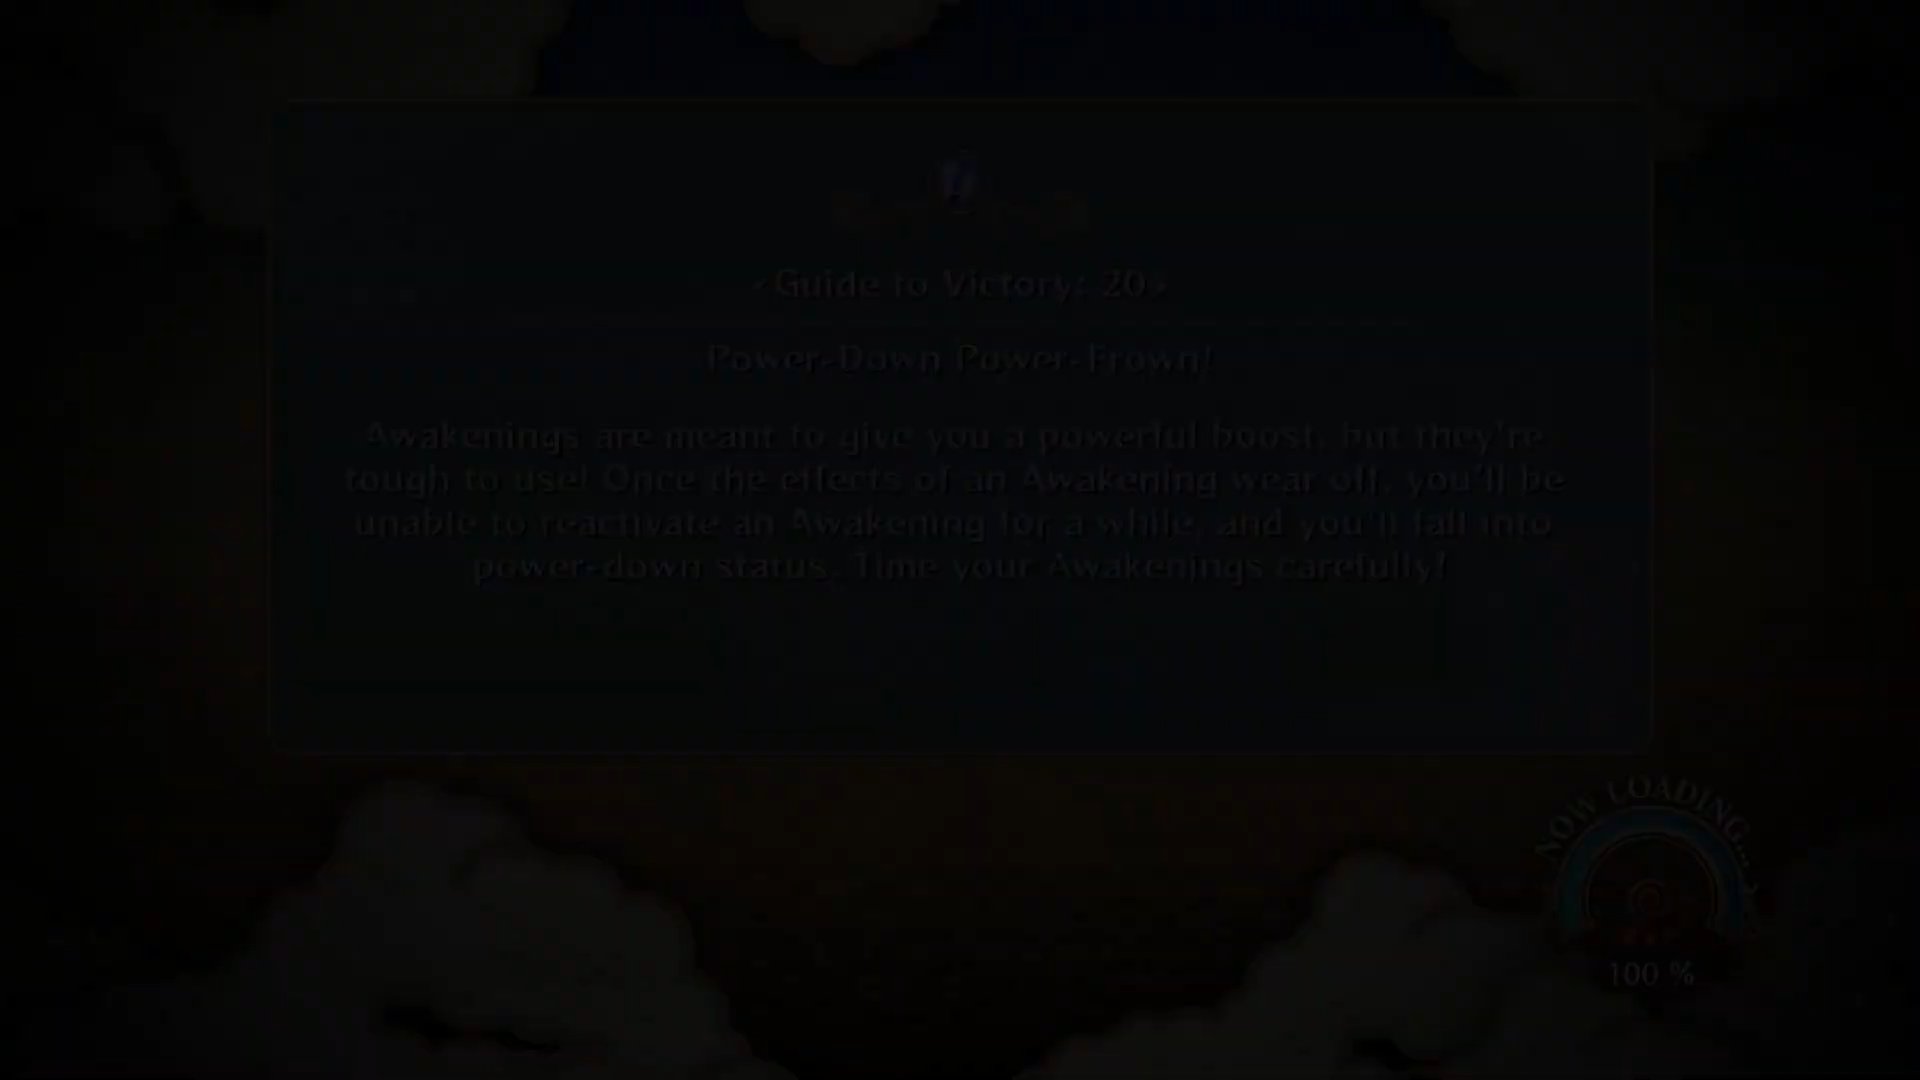 <Guide to Victory: 20>
Power-Down Power-Frown!
Awakenings are meant to give you a powerful boost, but they're
tough to use! Once the effects of an Awakening wear off, you'll be
unable to reactivate an Awakening for a while, and you'll fall into
power-down status. Time your Awakenings carefully!
NOW LOADING...
100 %